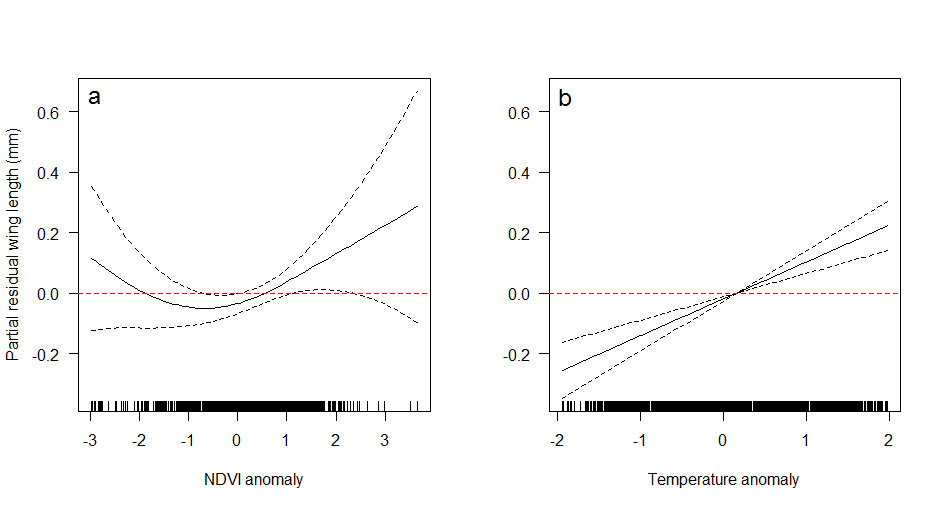 a
b
0.6
0.4
0.2
0.0
-0.2
Partial residual wing length (mm)
-3 -2 -1 0 1 2 3
NDVI anomaly
0.6
0.4
0.2
0.0
-0.2
-2 -1 0 1 2
Temperature anomaly